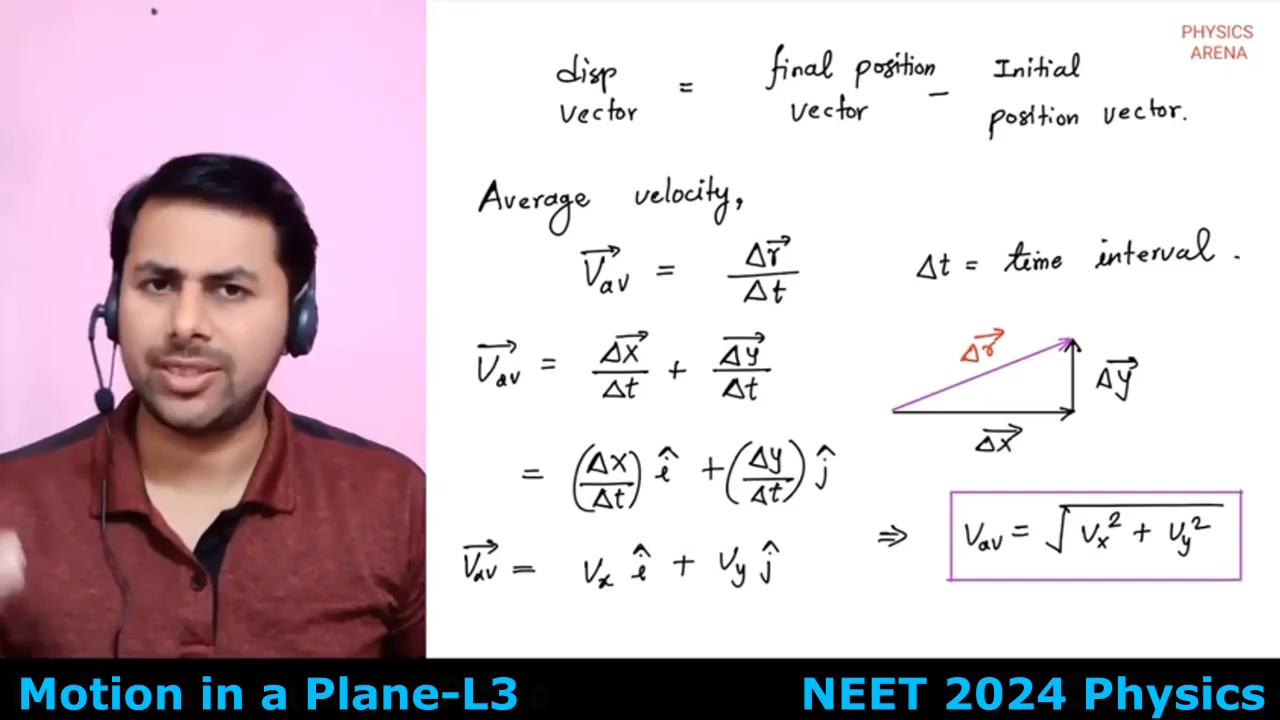 PHYSICS
ARENA
disp vector = final position vector - Initial position vector.
Average velocity,
V⃗av = Δr⃗/Δt    Δt = time interval.
V⃗av = Δx⃗/Δt + Δy⃗/Δt
Δr⃗
Δy⃗
Δx⃗
= (Δx/Δt) î + (Δy/Δt) ĵ
V⃗av = Vx î + Vy ĵ ⇒ Vav = √(Vx² + Vy²)
Motion in a Plane-L3
NEET 2024 Physics